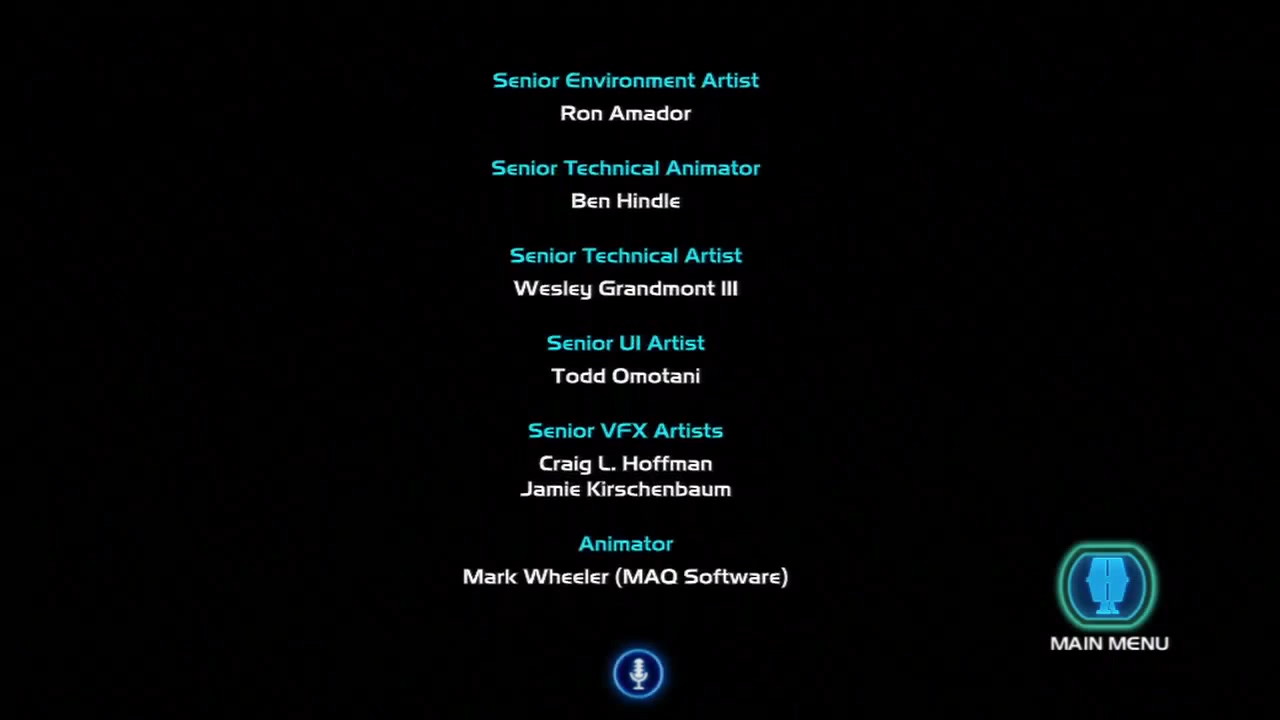 Senior Environment Artist
Ron Amador
Senior Technical Animator
Ben Hindle
Senior Technical Artist
Wesley Grandmont III
Senior UI Artist
Todd Omotani
Senior VFX Artists
Craig L. Hoffman
Jamie Kirschenbaum
Animator
Mark Wheeler (MAQ Software)
MAIN MENU